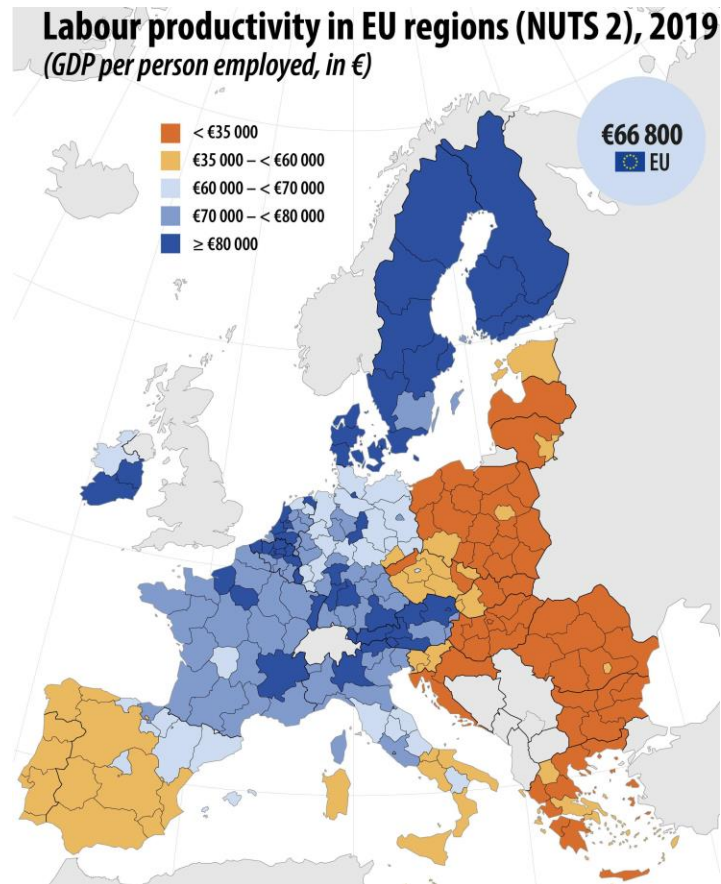 Labour productivity in EU regions (NUTS 2), 2019
(GDP per person employed, in €)
< €35 000
€35 000 – < €60 000
€60 000 – < €70 000
€70 000 – < €80 000
≥ €80 000
€66 800
EU